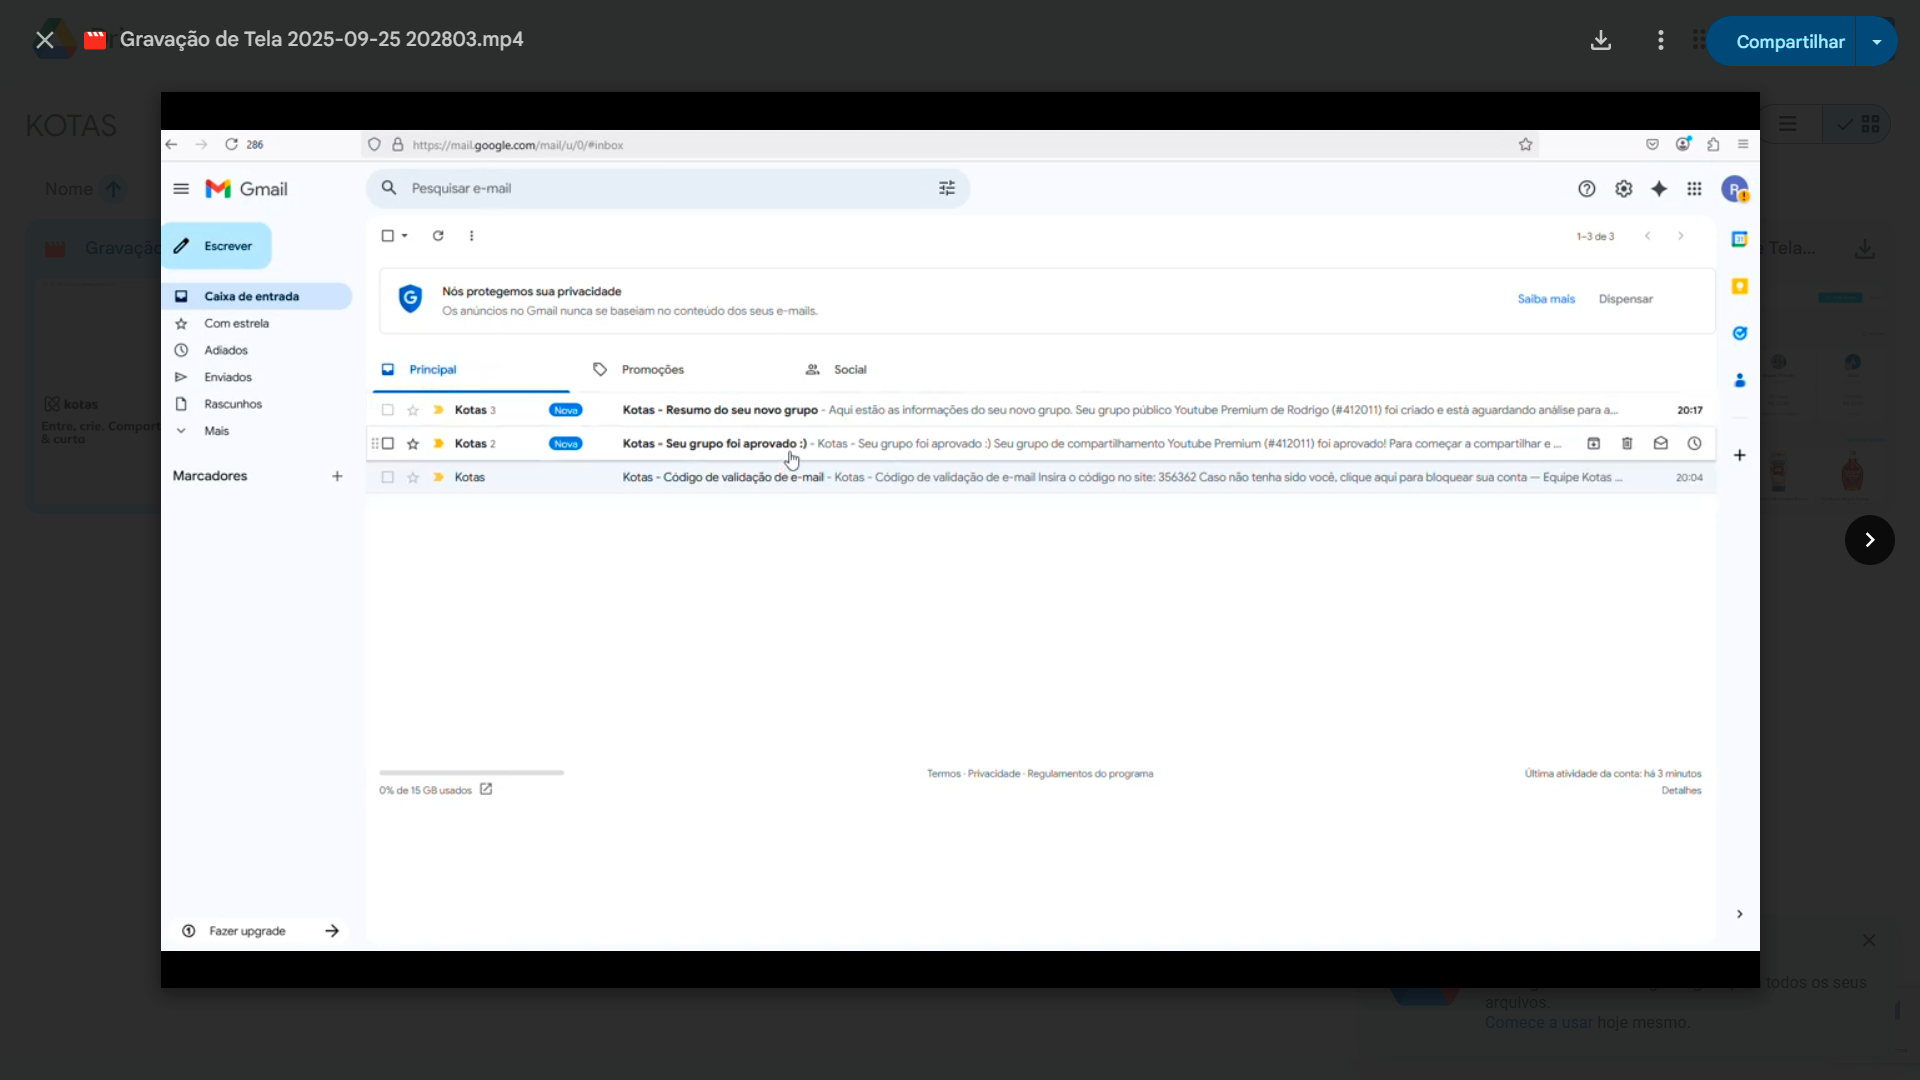 Gravação de Tela 2025-09-25 202803.mp4
Compartilhar
KOTAS
Nome
Gravação
Tela...
kotas
Entre, crie. Compart
& curta
286
https://mail.google.com/mail/u/0/#inbox
Gmail
Pesquisar e-mail
Escrever
1–3 de 3
Nós protegemos sua privacidade
Os anúncios no Gmail nunca se baseiam no conteúdo dos seus e-mails.
Saiba mais
Dispensar
Caixa de entrada
Com estrela
Adiados
Enviados
Rascunhos
Mais
Marcadores
Principal
Promoções
Social
Kotas 3 Nova Kotas - Resumo do seu novo grupo - Aqui estão as informações do seu novo grupo. Seu grupo público Youtube Premium de Rodrigo (#412011) foi criado e está aguardando análise para a... 20:17
Kotas 2 Nova Kotas - Seu grupo foi aprovado :) - Kotas - Seu grupo foi aprovado :) Seu grupo de compartilhamento Youtube Premium (#412011) foi aprovado! Para começar a compartilhar e ...
Kotas Kotas - Código de validação de e-mail - Kotas - Código de validação de e-mail Insira o código no site: 356362 Caso não tenha sido você, clique aqui para bloquear sua conta — Equipe Kotas ... 20:04
0% de 15 GB usados
Termos · Privacidade · Regulamentos do programa
Última atividade da conta: há 3 minutos
Detalhes
Fazer upgrade
todos os seus
arquivos.
Comece a usar hoje mesmo.